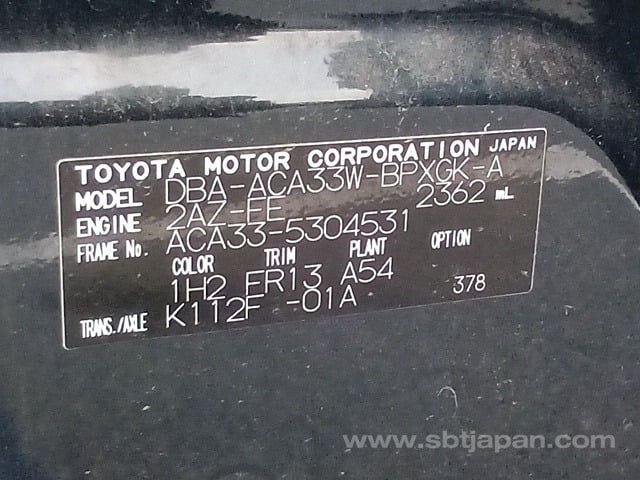 TOYOTA MOTOR CORPORATION JAPAN
MODEL DBA-ACA33W-BPXGK-A
ENGINE 2AZ-FE 2362 mL
FRAME No. ACA33-5304531
COLOR TRIM PLANT OPTION
1H2 FR13 A54
TRANS./AXLE K112F -01A 378
www.sbtjapan.com